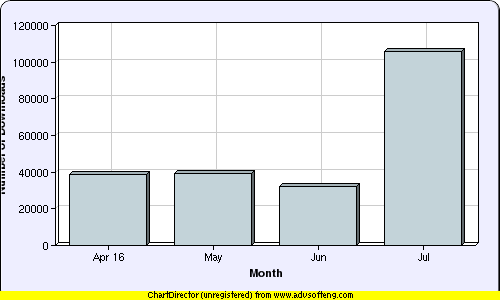 120000
100000
80000
60000
40000
20000
0
Number of Downloads
Apr 16 May Jun Jul
Month
ChartDirector (unregistered) from www.advsofteng.com